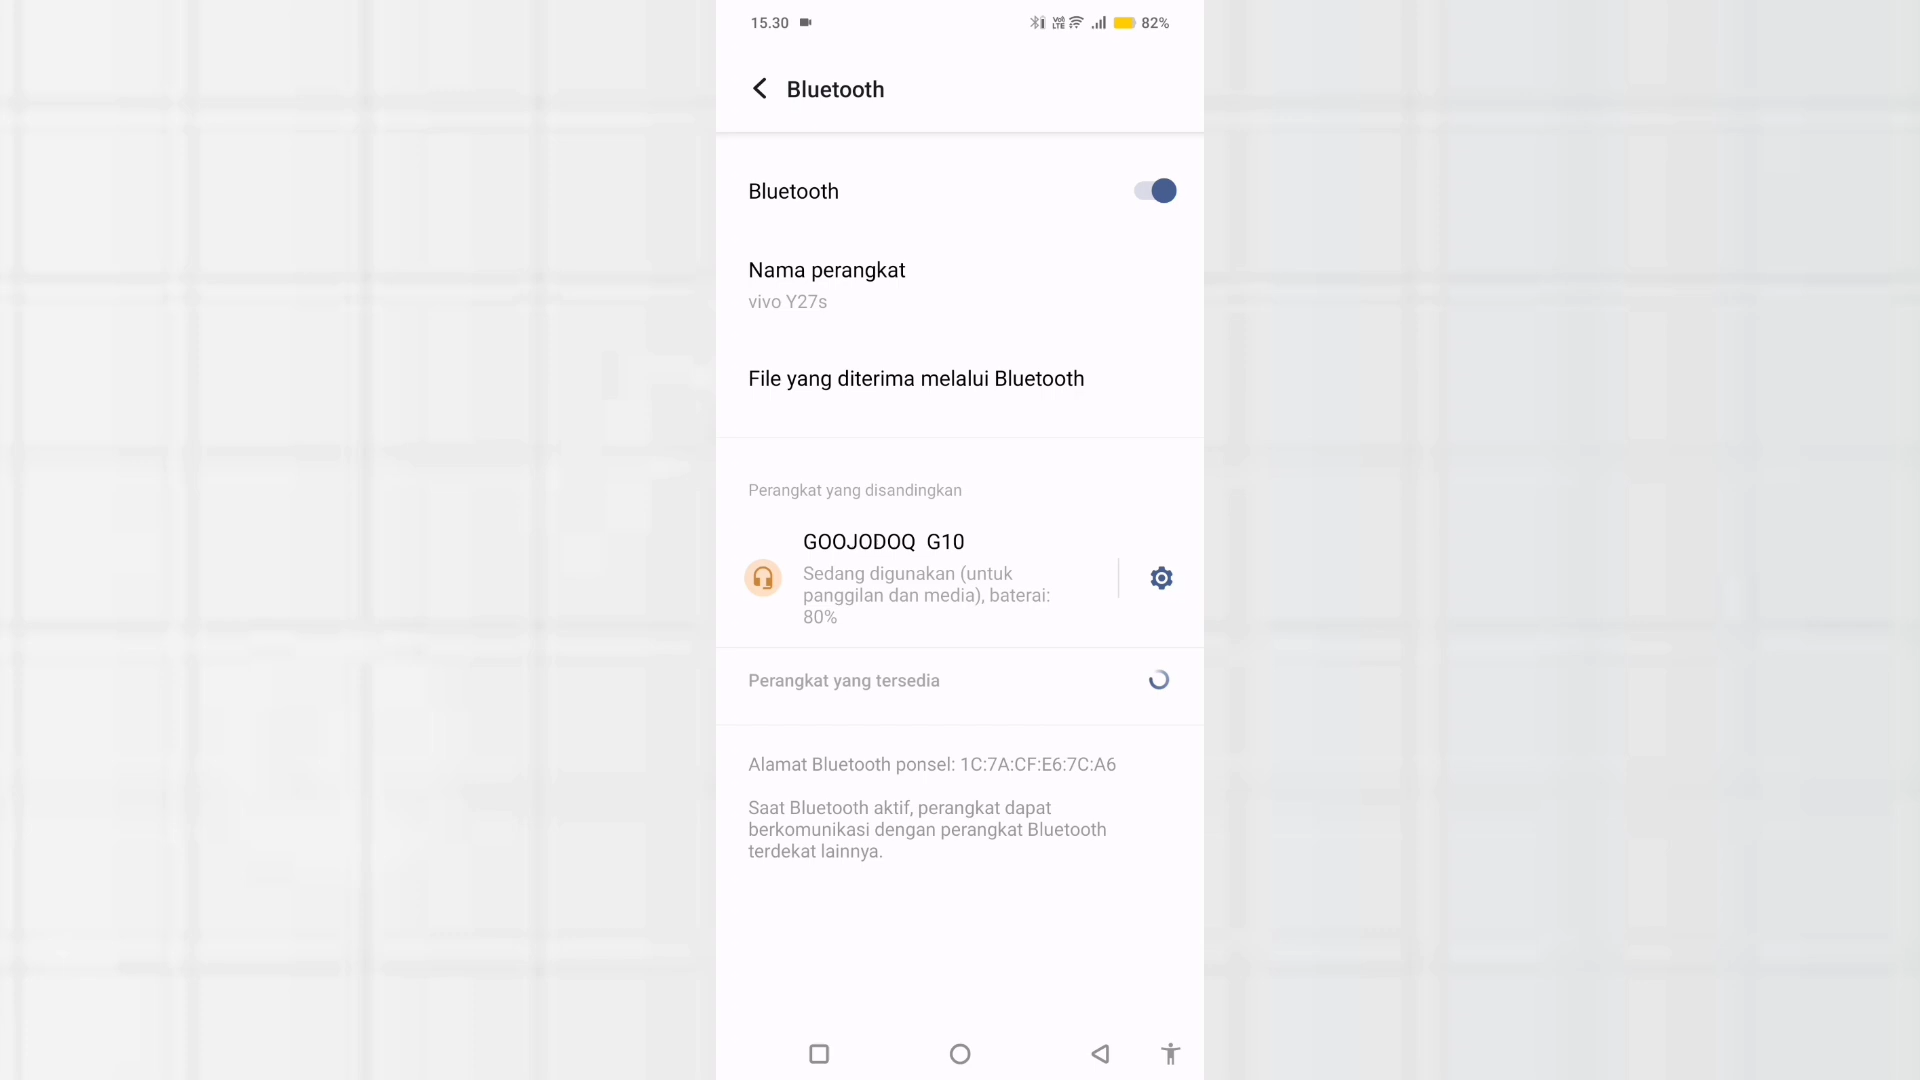 15.30
VoI
LTE
82%
Bluetooth
Bluetooth
Nama perangkat
vivo Y27s
File yang diterima melalui Bluetooth
Perangkat yang disandingkan
GOOJODOQ G10
Sedang digunakan (untuk
panggilan dan media), baterai:
80%
Perangkat yang tersedia
Alamat Bluetooth ponsel: 1C:7A:CF:E6:7C:A6
Saat Bluetooth aktif, perangkat dapat
berkomunikasi dengan perangkat Bluetooth
terdekat lainnya.